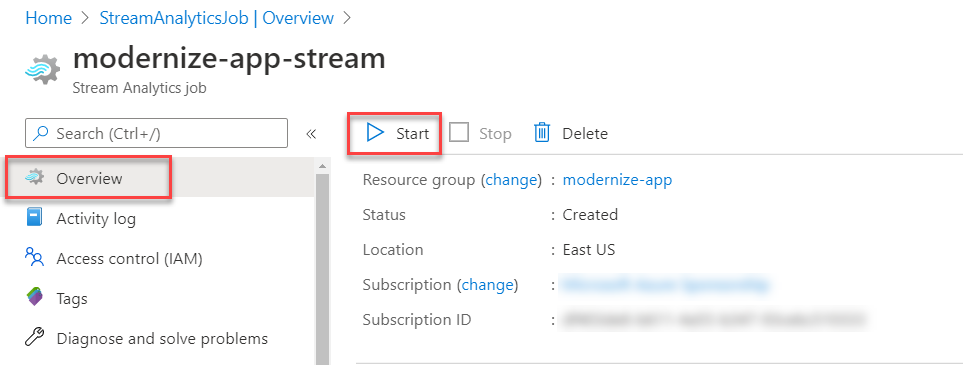 Home > StreamAnalyticsJob | Overview >
modernize-app-stream
Stream Analytics job
Search (Ctrl+/)
«
Start
Stop
Delete
Overview
Activity log
Access control (IAM)
Tags
Diagnose and solve problems
Resource group (change) : modernize-app
Status : Created
Location : East US
Subscription (change) :
Subscription ID :